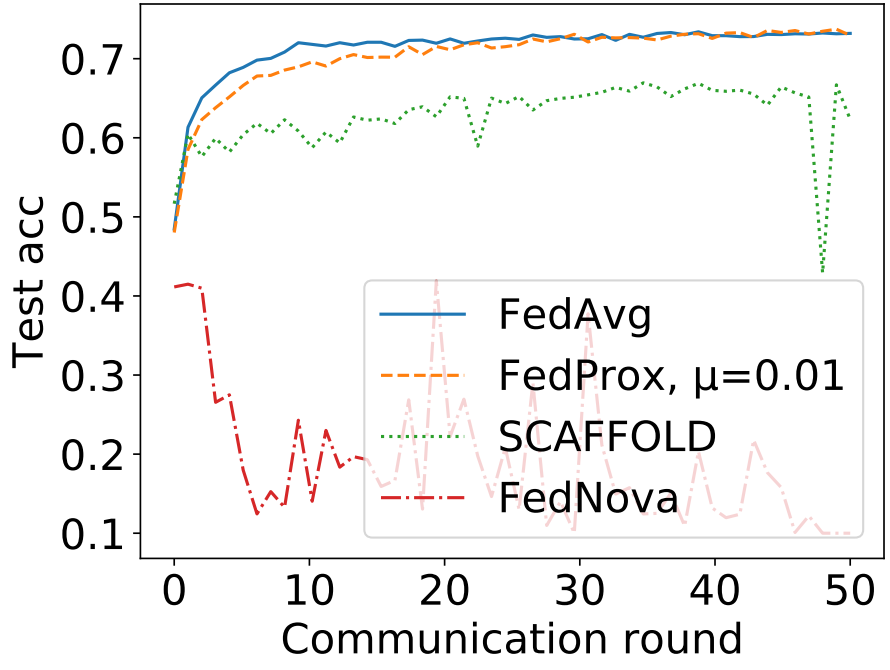 Test acc
0.7
0.6
0.5
0.4
0.3
0.2
0.1
FedAvg
FedProx, μ=0.01
SCAFFOLD
FedNova
0 10 20 30 40 50
Communication round